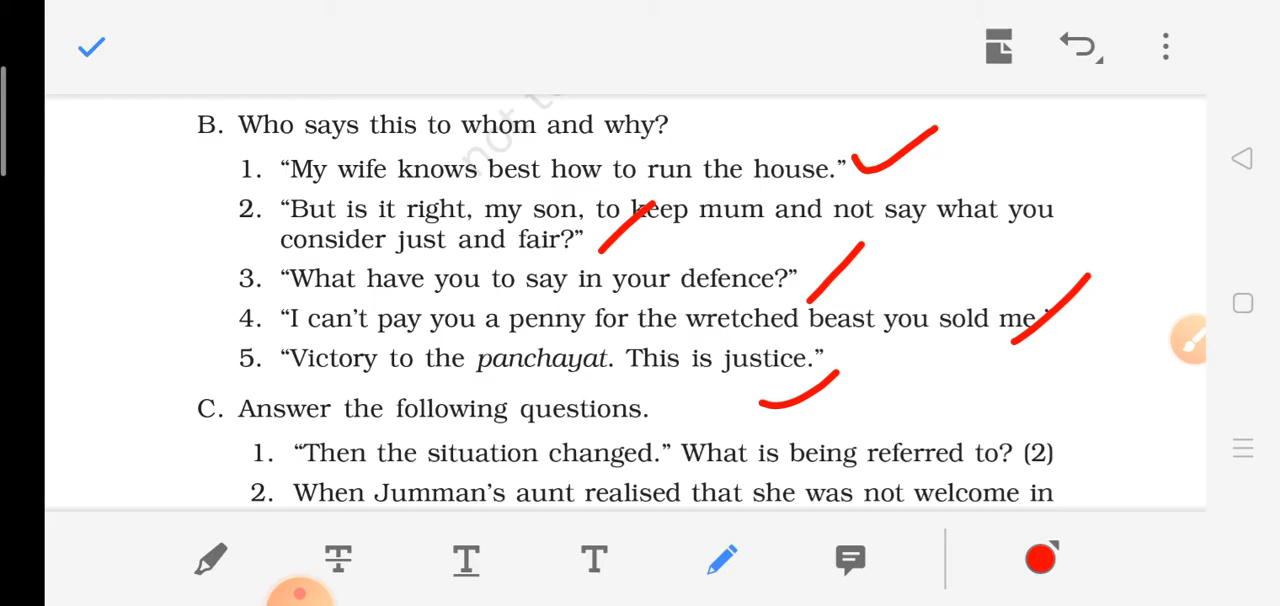 not t
B. Who says this to whom and why?
1. “My wife knows best how to run the house.”
2. “But is it right, my son, to keep mum and not say what you
consider just and fair?”
3. “What have you to say in your defence?”
4. “I can’t pay you a penny for the wretched beast you sold me.”
5. “Victory to the panchayat. This is justice.”
C. Answer the following questions.
1. “Then the situation changed.” What is being referred to? (2)
2. When Jumman’s aunt realised that she was not welcome in
T
T
T